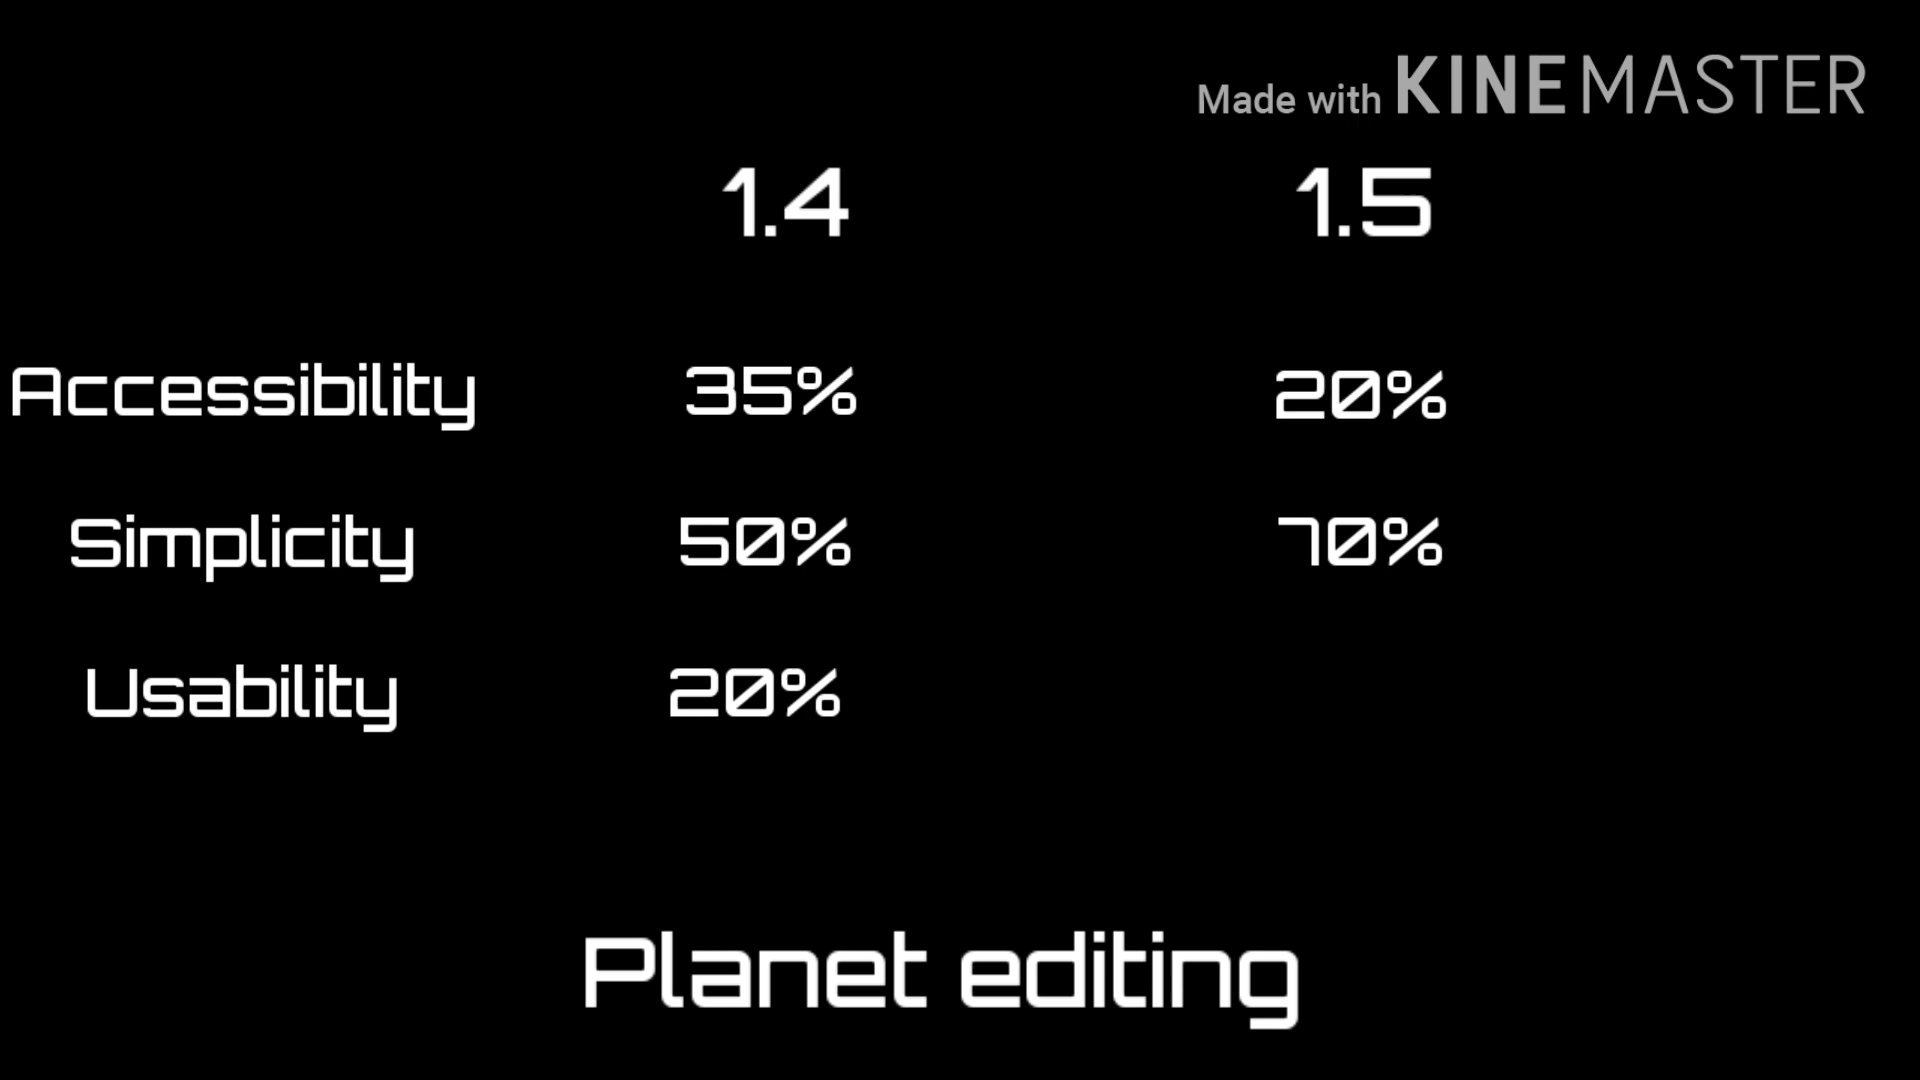 Made with KINEMASTER
1.4 1.5
Accessibility 35% 20%
Simplicity 50% 70%
Usability 20%
Planet editing